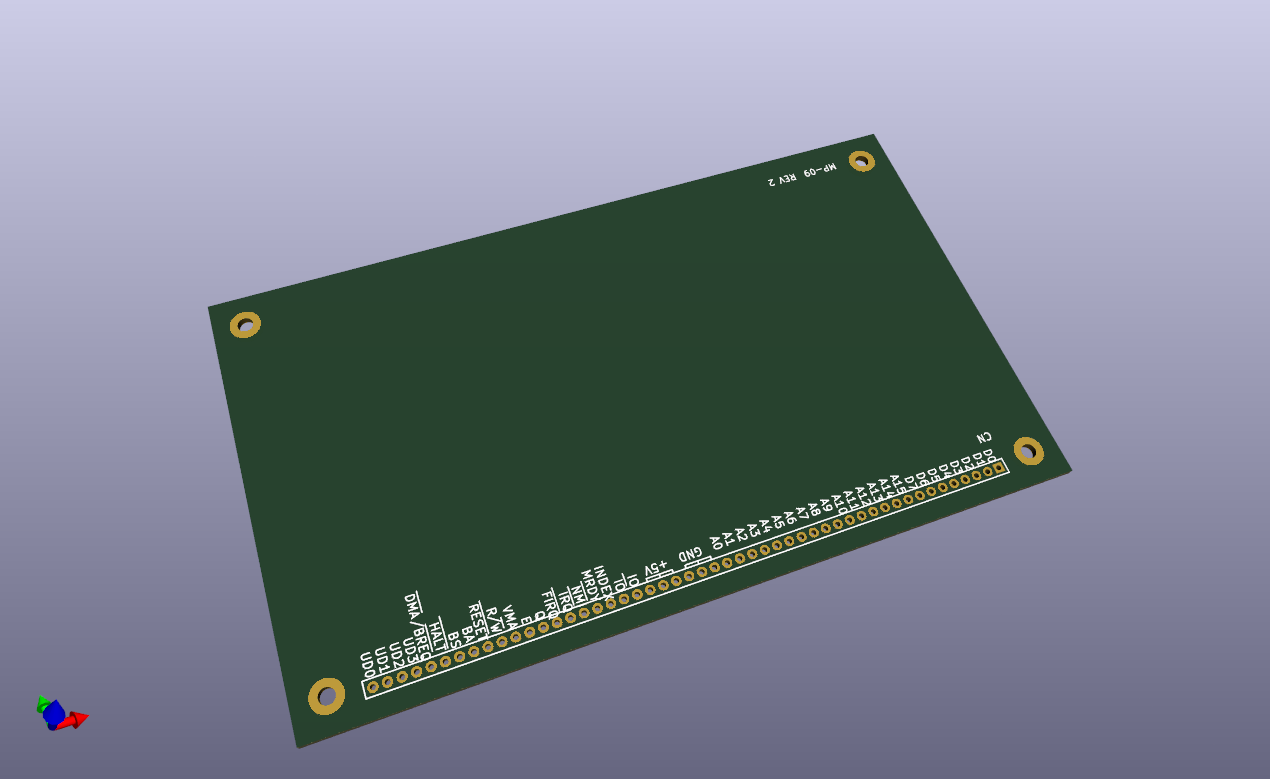 MP-09 REV 2
CN
UD0
UD1
UD2
UD3
DMA/BREQ
HALT
BS
BA
RESET
R/W
VMA
E
Q
FIRQ
IRQ
NMI
MRDY
INDEX
IO
IO
+5V
GND
A0
A1
A2
A3
A4
A5
A6
A7
A8
A9
A10
A11
A12
A13
A14
A15
D7
D6
D5
D4
D3
D2
D1
D0